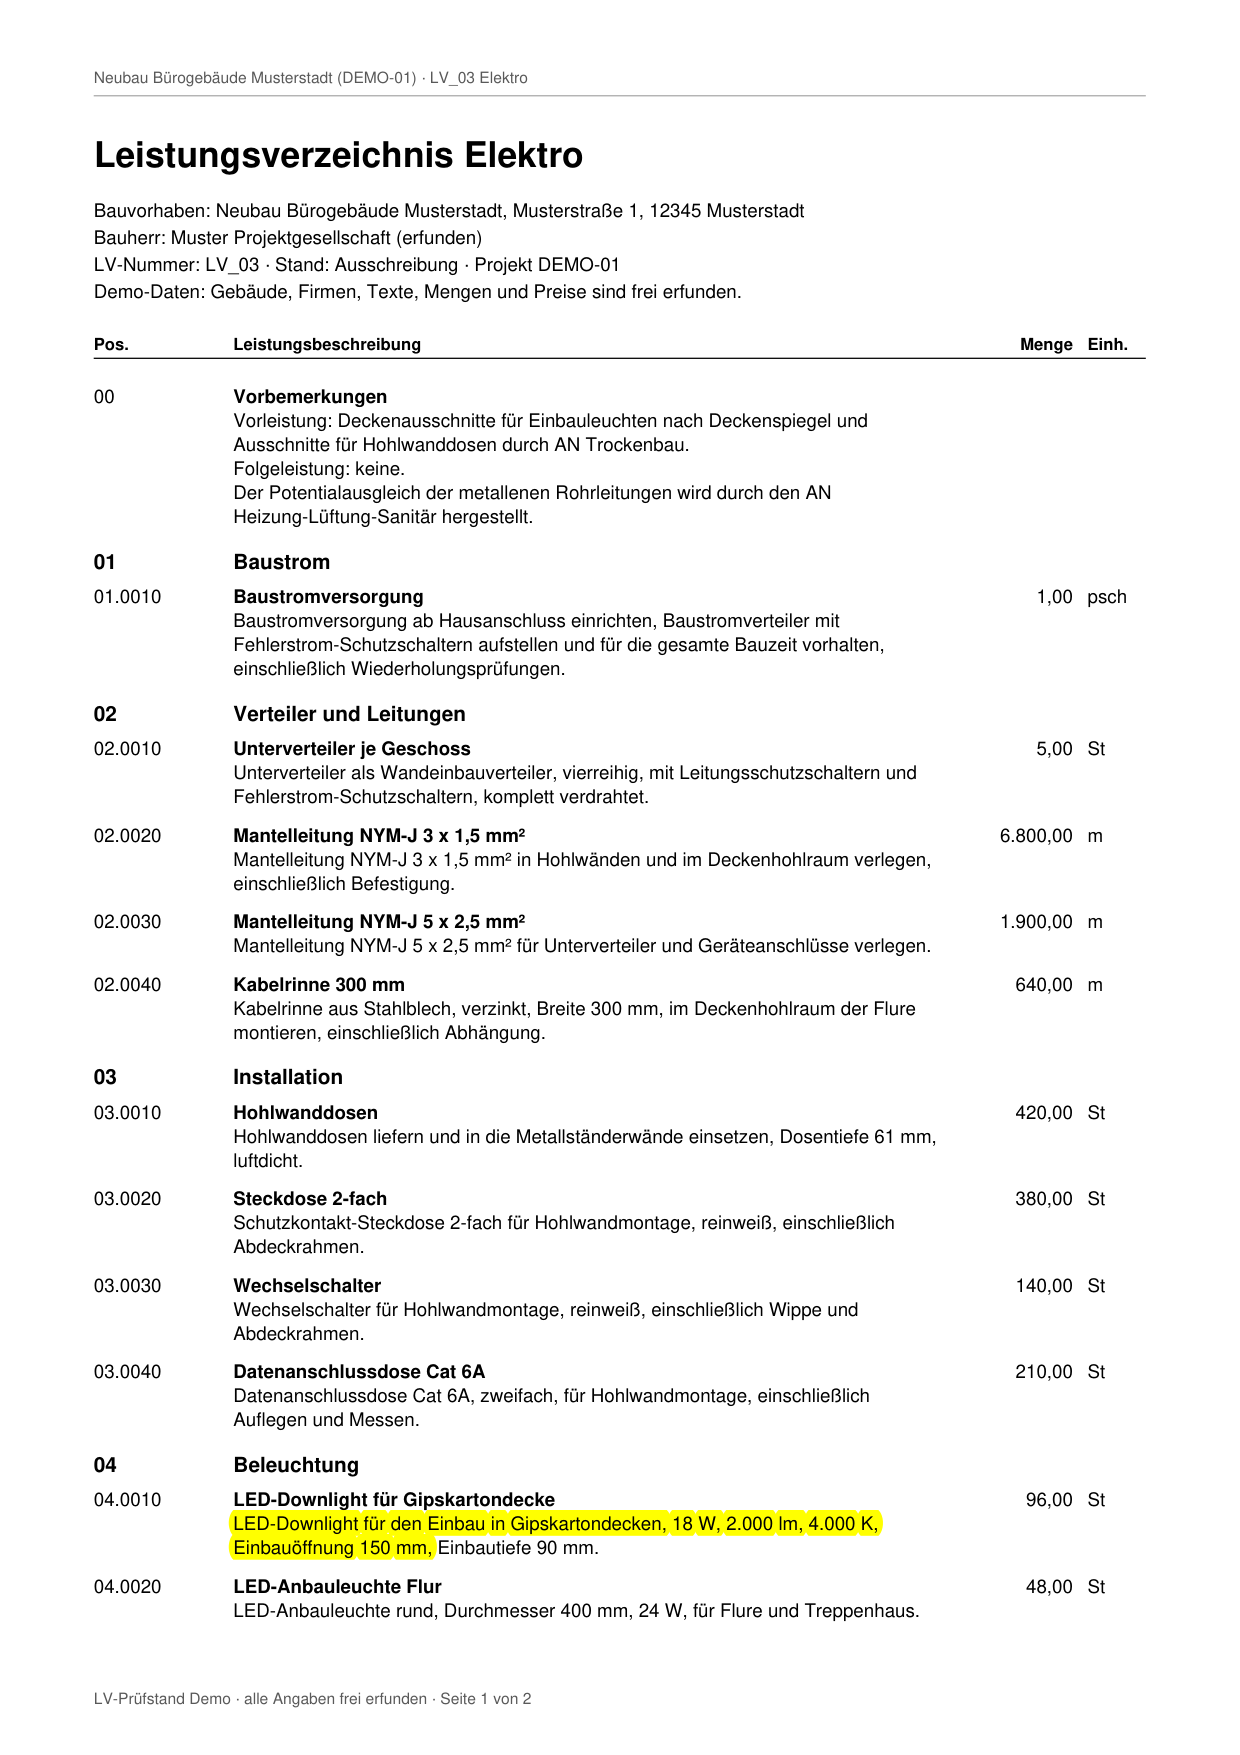 Neubau Bürogebäude Musterstadt (DEMO-01) · LV_03 Elektro
Leistungsverzeichnis Elektro
Bauvorhaben: Neubau Bürogebäude Musterstadt, Musterstraße 1, 12345 Musterstadt
Bauherr: Muster Projektgesellschaft (erfunden)
LV-Nummer: LV_03 · Stand: Ausschreibung · Projekt DEMO-01
Demo-Daten: Gebäude, Firmen, Texte, Mengen und Preise sind frei erfunden.
Pos. Leistungsbeschreibung Menge Einh.
00 Vorbemerkungen
Vorleistung: Deckenausschnitte für Einbauleuchten nach Deckenspiegel und
Ausschnitte für Hohlwanddosen durch AN Trockenbau.
Folgeleistung: keine.
Der Potentialausgleich der metallenen Rohrleitungen wird durch den AN
Heizung-Lüftung-Sanitär hergestellt.
01 Baustrom
01.0010 Baustromversorgung 1,00 psch
Baustromversorgung ab Hausanschluss einrichten, Baustromverteiler mit
Fehlerstrom-Schutzschaltern aufstellen und für die gesamte Bauzeit vorhalten,
einschließlich Wiederholungsprüfungen.
02 Verteiler und Leitungen
02.0010 Unterverteiler je Geschoss 5,00 St
Unterverteiler als Wandeinbauverteiler, vierreihig, mit Leitungsschutzschaltern und
Fehlerstrom-Schutzschaltern, komplett verdrahtet.
02.0020 Mantelleitung NYM-J 3 x 1,5 mm² 6.800,00 m
Mantelleitung NYM-J 3 x 1,5 mm² in Hohlwänden und im Deckenhohlraum verlegen,
einschließlich Befestigung.
02.0030 Mantelleitung NYM-J 5 x 2,5 mm² 1.900,00 m
Mantelleitung NYM-J 5 x 2,5 mm² für Unterverteiler und Geräteanschlüsse verlegen.
02.0040 Kabelrinne 300 mm 640,00 m
Kabelrinne aus Stahlblech, verzinkt, Breite 300 mm, im Deckenhohlraum der Flure
montieren, einschließlich Abhängung.
03 Installation
03.0010 Hohlwanddosen 420,00 St
Hohlwanddosen liefern und in die Metallständerwände einsetzen, Dosentiefe 61 mm,
luftdicht.
03.0020 Steckdose 2-fach 380,00 St
Schutzkontakt-Steckdose 2-fach für Hohlwandmontage, reinweiß, einschließlich
Abdeckrahmen.
03.0030 Wechselschalter 140,00 St
Wechselschalter für Hohlwandmontage, reinweiß, einschließlich Wippe und
Abdeckrahmen.
03.0040 Datenanschlussdose Cat 6A 210,00 St
Datenanschlussdose Cat 6A, zweifach, für Hohlwandmontage, einschließlich
Auflegen und Messen.
04 Beleuchtung
04.0010 LED-Downlight für Gipskartondecke 96,00 St
LED-Downlight für den Einbau in Gipskartondecken, 18 W, 2.000 lm, 4.000 K,
Einbauöffnung 150 mm, Einbautiefe 90 mm.
04.0020 LED-Anbauleuchte Flur 48,00 St
LED-Anbauleuchte rund, Durchmesser 400 mm, 24 W, für Flure und Treppenhaus.
LV-Prüfstand Demo · alle Angaben frei erfunden · Seite 1 von 2